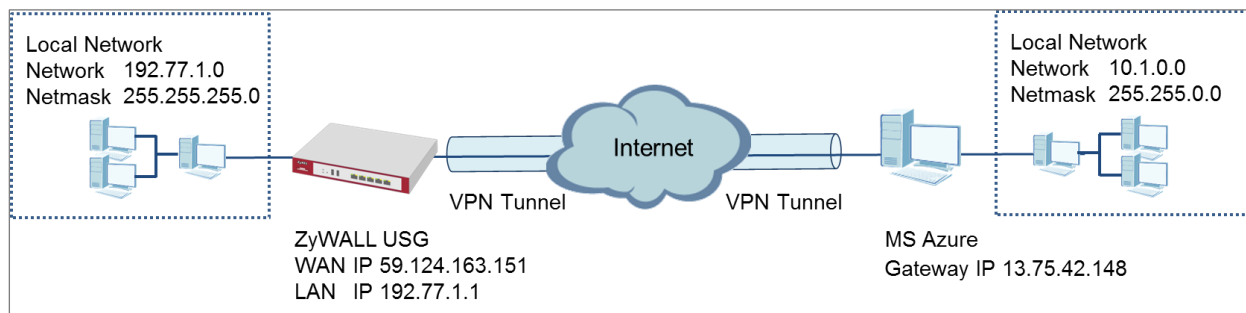 Local Network
Network 192.77.1.0
Netmask 255.255.255.0
Local Network
Network 10.1.0.0
Netmask 255.255.0.0
Internet
VPN Tunnel
VPN Tunnel
ZyWALL USG
WAN IP 59.124.163.151
LAN IP 192.77.1.1
MS Azure
Gateway IP 13.75.42.148